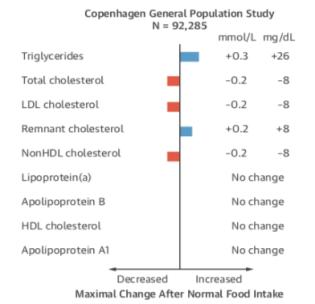 Copenhagen General Population Study
N = 92,285
mmol/L mg/dL
Triglycerides +0.3 +26
Total cholesterol −0.2 −8
LDL cholesterol −0.2 −8
Remnant cholesterol +0.2 +8
NonHDL cholesterol −0.2 −8
Lipoprotein(a) No change
Apolipoprotein B No change
HDL cholesterol No change
Apolipoprotein A1 No change
Decreased Increased
Maximal Change After Normal Food Intake